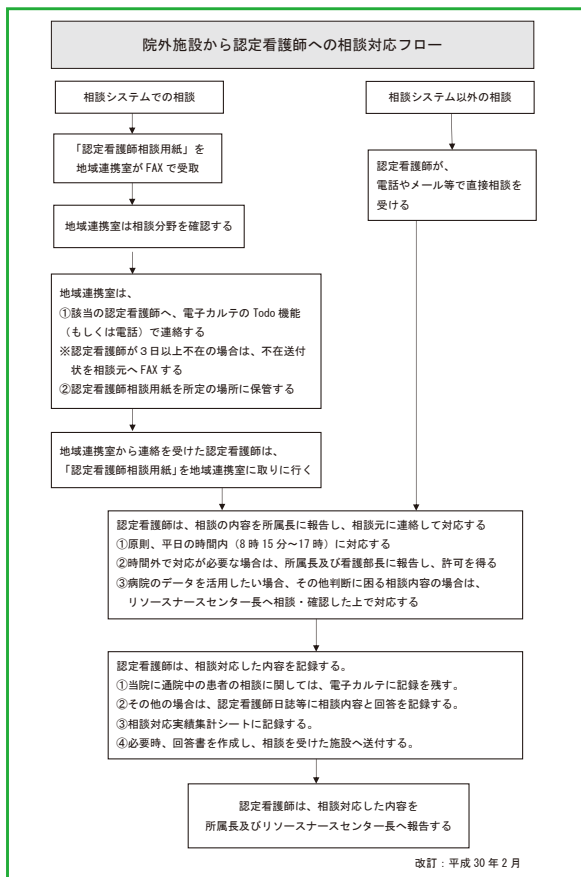 院外施設から認定看護師への相談対応フロー
相談システムでの相談
相談システム以外の相談
「認定看護師相談用紙」を
地域連携室が FAX で受取
認定看護師が、
電話やメール等で直接相談を
受ける
地域連携室は相談分野を確認する
地域連携室は、
①該当の認定看護師へ、電子カルテの Todo 機能
（もしくは電話）で連絡する
※認定看護師が３日以上不在の場合は、不在送付
状を相談元へ FAX する
②認定看護師相談用紙を所定の場所に保管する
地域連携室から連絡を受けた認定看護師は、
「認定看護師相談用紙」を地域連携室に取りに行く
認定看護師は、相談の内容を所属長に報告し、相談元に連絡して対応する
①原則、平日の時間内（8 時 15 分～17 時）に対応する
②時間外で対応が必要な場合は、所属長及び看護部長に報告し、許可を得る
③病院のデータを活用したい場合、その他判断に困る相談内容の場合は、
リソースナースセンター長へ相談・確認した上で対応する
認定看護師は、相談対応した内容を記録する。
①当院に通院中の患者の相談に関しては、電子カルテに記録を残す。
②その他の場合は、認定看護師日誌等に相談内容と回答を記録する。
③相談対応実績集計シートに記録する。
④必要時、回答書を作成し、相談を受けた施設へ送付する。
認定看護師は、相談対応した内容を
所属長及びリソースナースセンター長へ報告する
改訂：平成 30 年 2 月